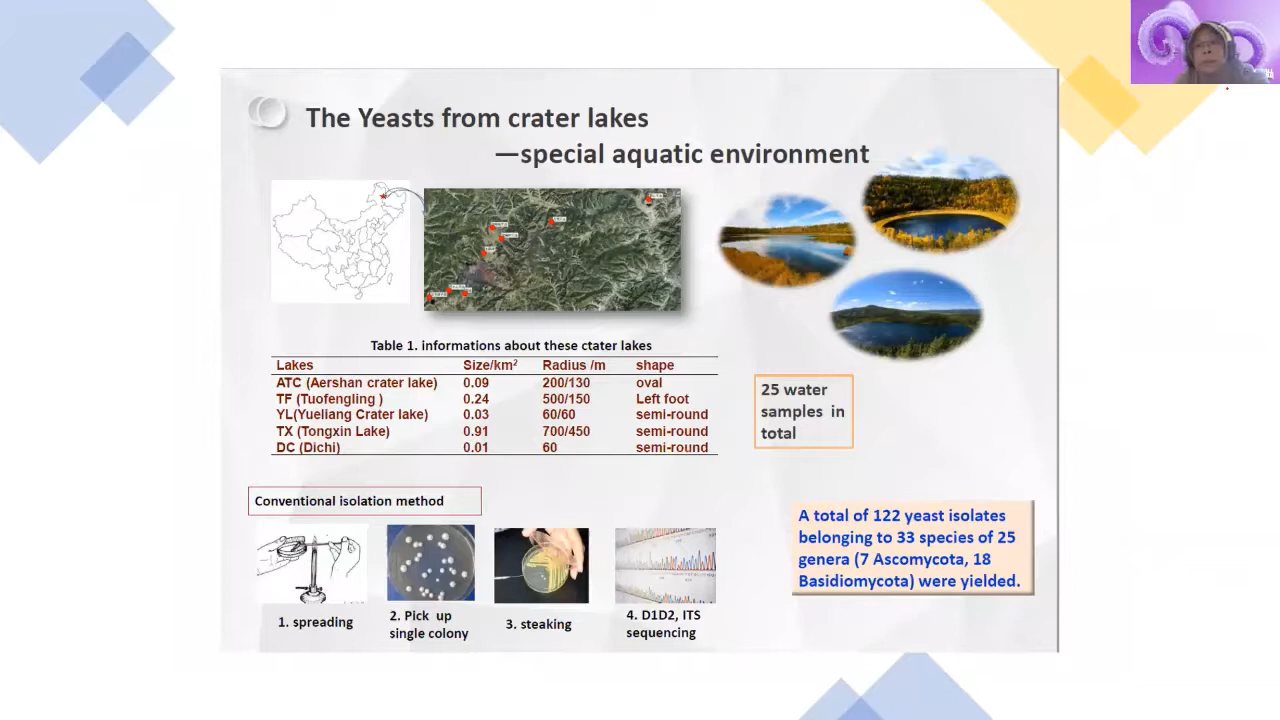 The Yeasts from crater lakes
—special aquatic environment
Table 1. informations about these ctater lakes
Lakes Size/km² Radius /m shape
ATC (Aershan crater lake) 0.09 200/130 oval
TF (Tuofengling ) 0.24 500/150 Left foot
YL(Yueliang Crater lake) 0.03 60/60 semi-round
TX (Tongxin Lake) 0.91 700/450 semi-round
DC (Dichi) 0.01 60 semi-round
25 water
samples in
total
Conventional isolation method
A total of 122 yeast isolates
belonging to 33 species of 25
genera (7 Ascomycota, 18
Basidiomycota) were yielded.
1. spreading
2. Pick up
single colony
3. steaking
4. D1D2, ITS
sequencing